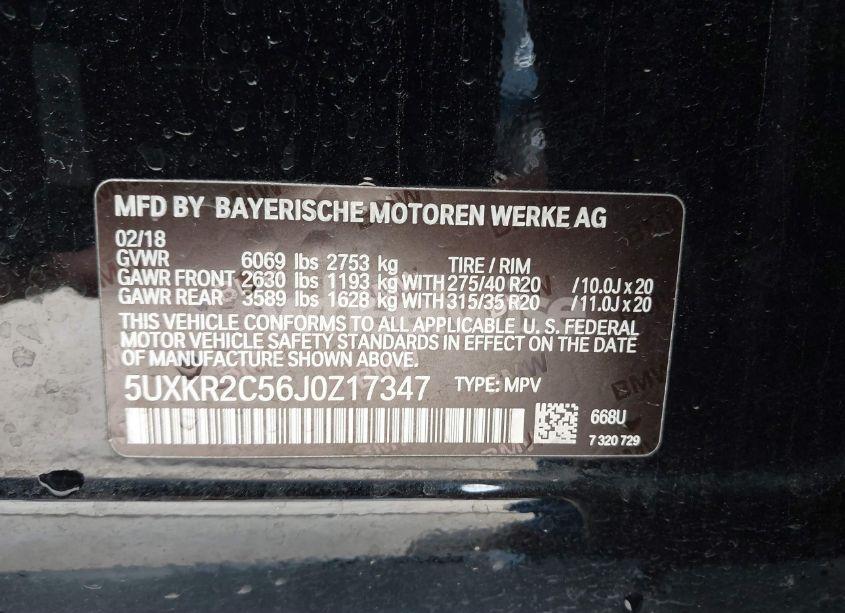 MFD BY BAYERISCHE MOTOREN WERKE AG
02/18
GVWR 6069 lbs 2753 kg TIRE / RIM
GAWR FRONT 2630 lbs 1193 kg WITH 275/40 R20 /10.0J x 20
GAWR REAR 3589 lbs 1628 kg WITH 315/35 R20 /11.0J x 20
THIS VEHICLE CONFORMS TO ALL APPLICABLE U. S. FEDERAL
MOTOR VEHICLE SAFETY STANDARDS IN EFFECT ON THE DATE
OF MANUFACTURE SHOWN ABOVE.
5UXKR2C56J0Z17347 TYPE: MPV
668U
7 320 729